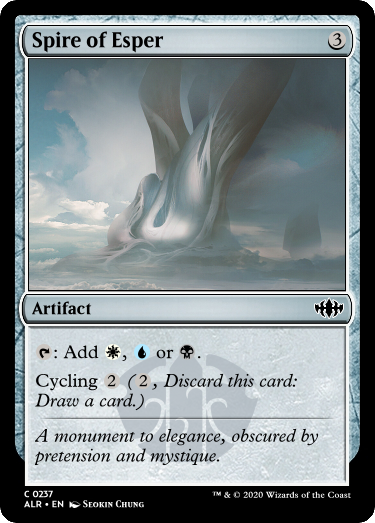 Spire of Esper 3
Artifact
: Add , or .
Cycling 2 ( 2 , Discard this card:
Draw a card.)
A monument to elegance, obscured by
pretension and mystique.
C 0237
ALR • EN Seokin Chung
™ & © 2020 Wizards of the Coast